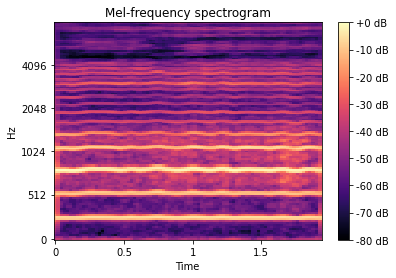 Mel-frequency spectrogram
+0 dB
-10 dB
-20 dB
-30 dB
-40 dB
-50 dB
-60 dB
-70 dB
-80 dB
4096
2048
1024
512
0
Hz
0
0.5
1
1.5
Time